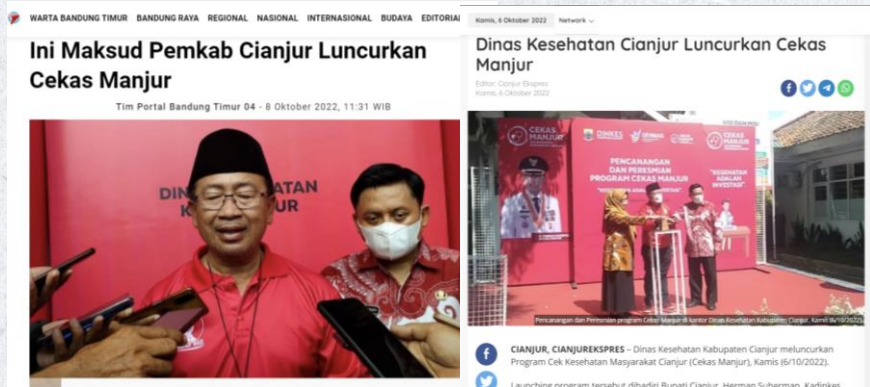 WARTA BANDUNG TIMUR BANDUNG RAYA REGIONAL NASIONAL INTERNASIONAL BUDAYA EDITORIAL
Ini Maksud Pemkab Cianjur Luncurkan
Cekas Manjur
Tim Portal Bandung Timur 04 - 8 Oktober 2022, 11:31 WIB
Kamis, 6 Oktober 2022 Network
Dinas Kesehatan Cianjur Luncurkan Cekas
Manjur
Editor: Cianjur Ekspres
Kamis, 6 Oktober 2022
CEKAS
MANJUR
DINKES
GERMAS
CEKAS
MANJUR
PENCANANGAN
DAN PERESMIAN
PROGRAM CEKAS MANJUR
"KESEHATAN
ADALAH
INVESTASI"
Pencanangan dan Peresmian program Cekas Manjur di kantor Dinas Kesehatan Kabupaten Cianjur, Kamis (6/10/2022).
CIANJUR, CIANJUREKSPRES – Dinas Kesehatan Kabupaten Cianjur meluncurkan
Program Cek Kesehatan Masyarakat Cianjur (Cekas Manjur), Kamis (6/10/2022).
Launching program tersebut dihadiri Bupati Cianjur, Herman Suherman, Kadinkes